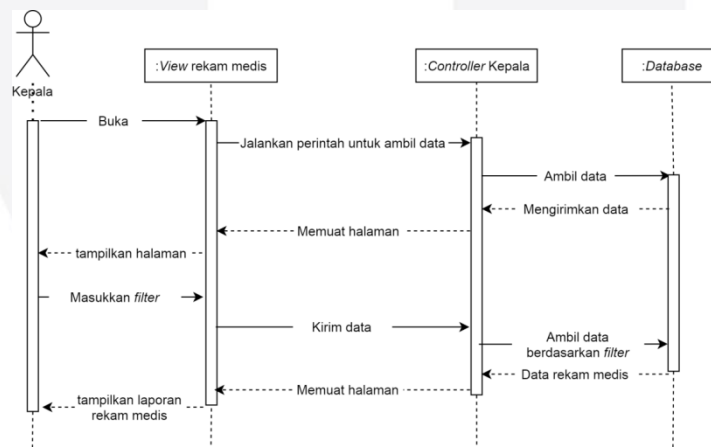 :View rekam medis
:Controller Kepala
:Database
Kepala
Buka
Jalankan perintah untuk ambil data
Ambil data
Mengirimkan data
Memuat halaman
tampilkan halaman
Masukkan filter
Kirim data
Ambil data
berdasarkan filter
Data rekam medis
Memuat halaman
tampilkan laporan
rekam medis